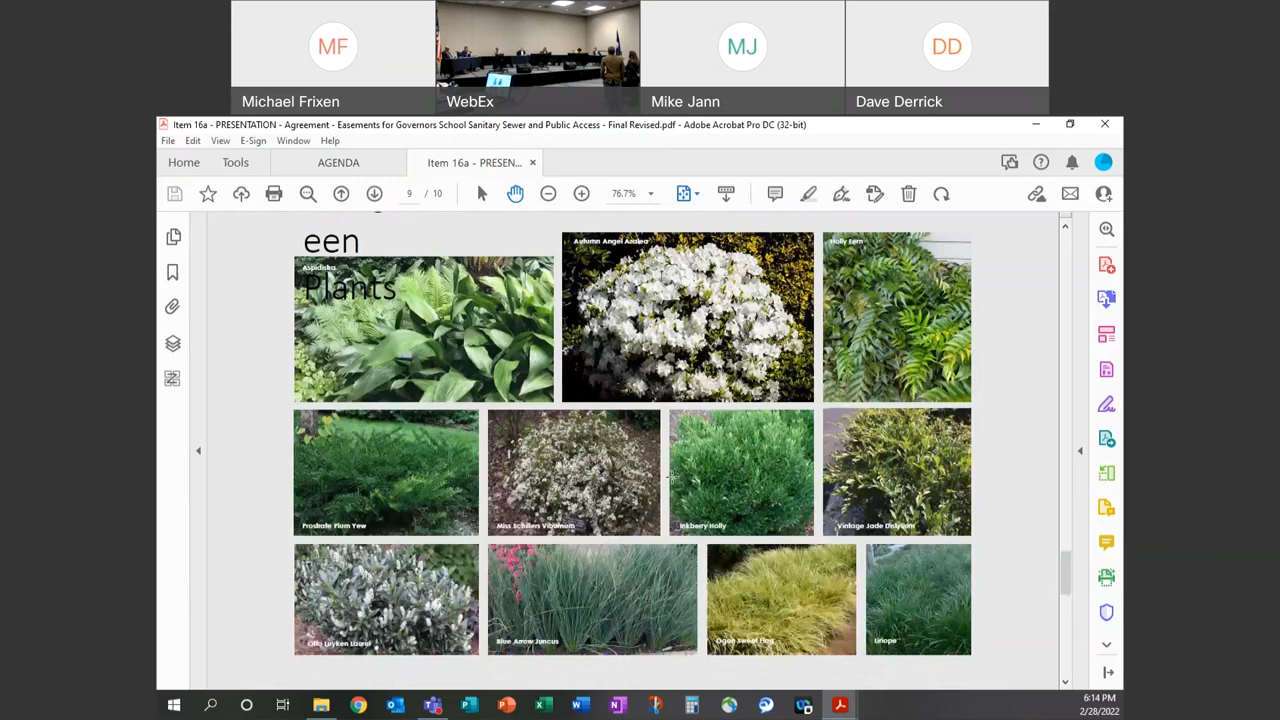 MF
MJ
DD
Michael Frixen
WebEx
Mike Jann
Dave Derrick
Item 16a - PRESENTATION - Agreement - Easements for Governors School Sanitary Sewer and Public Access - Final Revised.pdf - Adobe Acrobat Pro DC (32-bit)
File Edit View E-Sign Window Help
Home Tools AGENDA Item 16a - PRESEN... ×
9 / 10 76.7%
een
Plants
Aspidistra
Autumn Angel Azalea
Holly Fern
Prostrate Plum Yew
Miss Schillers Viburnum
Inkberry Holly
Vintage Jade Distylium
Otto Luyken Laurel
Blue Arrow Juncus
Ogon Sweet Flag
Liriope
6:14 PM
2/28/2022